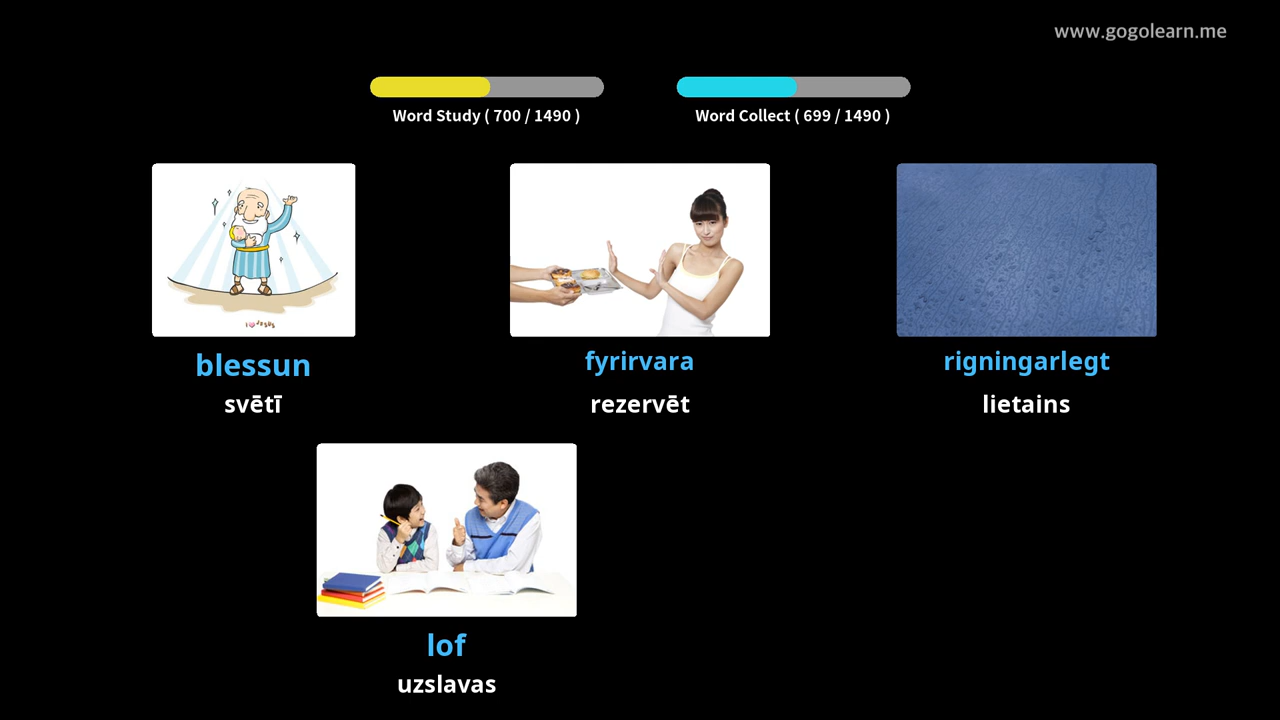 www.gogolearn.me
Word Study ( 700 / 1490 )
Word Collect ( 699 / 1490 )
I ❤ JESUS
blessun
svētī
fyrirvara
rezervēt
rigningarlegt
lietains
lof
uzslavas